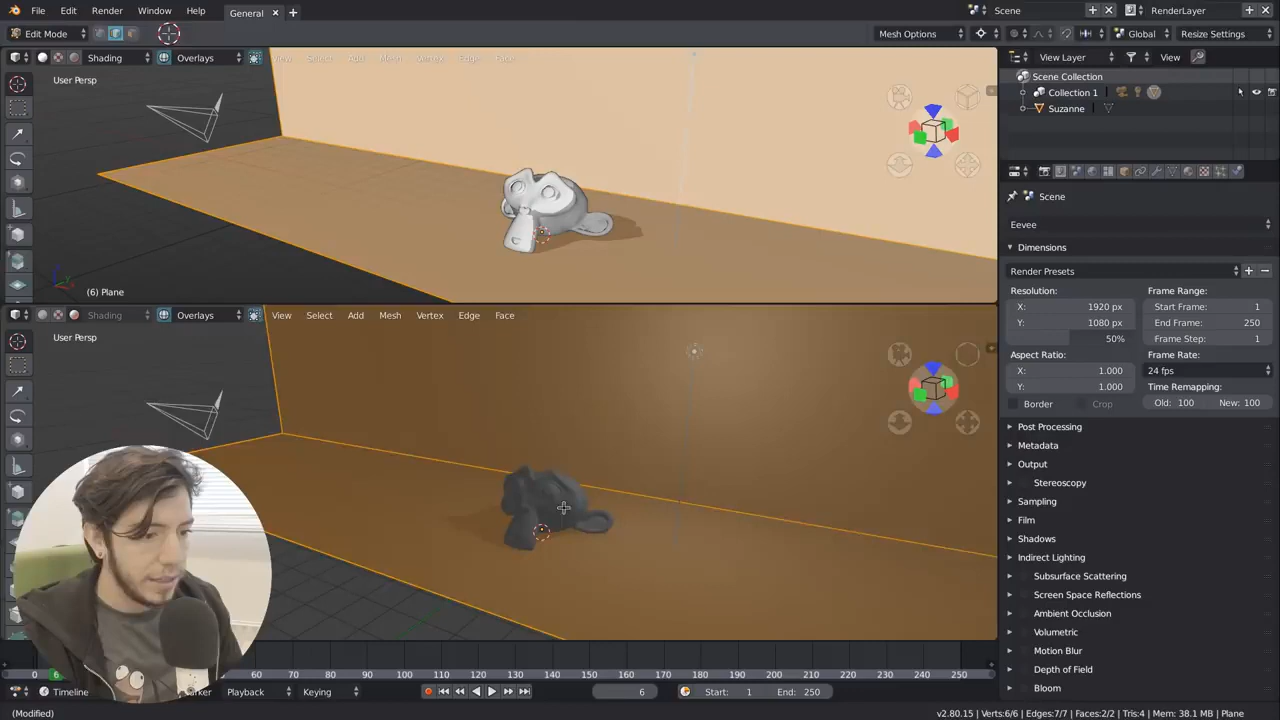 File Edit Render Window Help General Scene RenderLayer
Edit Mode Mesh Options Global Resize Settings
Shading Overlays View Select Add Mesh Vertex Edge Face
User Persp
(6) Plane
Overlays View Select Add Mesh Vertex Edge Face
Shading
User Persp
View Layer View
Scene Collection
Collection 1
Suzanne
Scene
Eevee
Dimensions
Render Presets
Resolution: Frame Range:
X: 1920 px Start Frame: 1
Y: 1080 px End Frame: 250
50% Frame Step: 1
Aspect Ratio: Frame Rate:
X: 1.000 24 fps
Y: 1.000 Time Remapping:
Border Crop Old: 100 New: 100
Post Processing
Metadata
Output
Stereoscopy
Sampling
Film
Shadows
Indirect Lighting
Subsurface Scattering
Screen Space Reflections
Ambient Occlusion
Volumetric
Motion Blur
Depth of Field
Bloom
0 6 60 70 80 90 100 110 120 130 140 150 160 170 180 190 200 210 220 230 240 250
Timeline Playback Keying 6 Start: 1 End: 250
(Modified) v2.80.15 | Verts:6/6 | Edges:7/7 | Faces:2/2 | Tris:4 | Mem: 38.1 MB | Plane